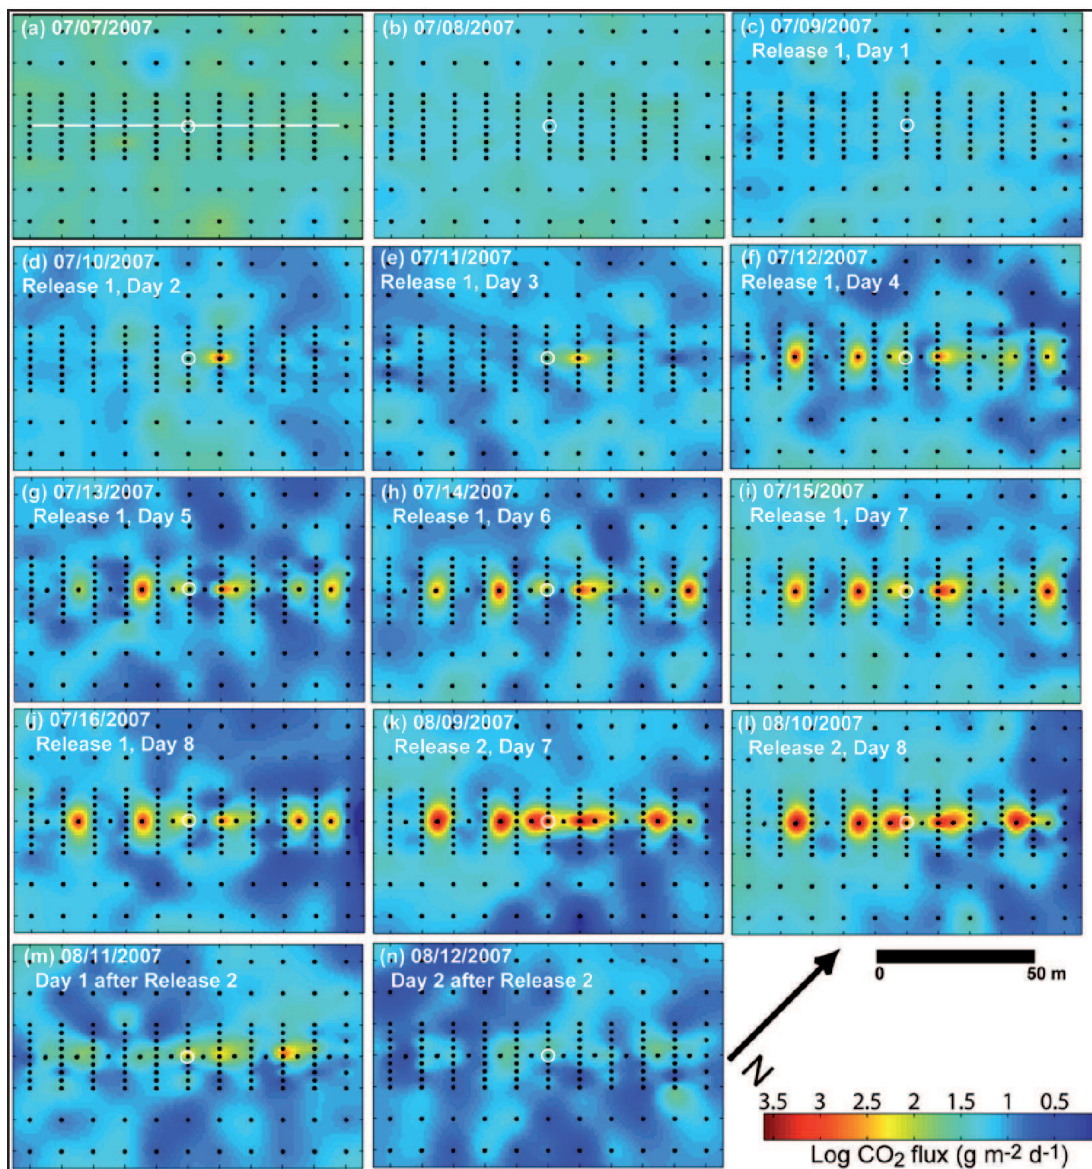 (a) 07/07/2007
(b) 07/08/2007
(c) 07/09/2007
Release 1, Day 1
(d) 07/10/2007
Release 1, Day 2
(e) 07/11/2007
Release 1, Day 3
(f) 07/12/2007
Release 1, Day 4
(g) 07/13/2007
Release 1, Day 5
(h) 07/14/2007
Release 1, Day 6
(i) 07/15/2007
Release 1, Day 7
(j) 07/16/2007
Release 1, Day 8
(k) 08/09/2007
Release 2, Day 7
(l) 08/10/2007
Release 2, Day 8
(m) 08/11/2007
Day 1 after Release 2
(n) 08/12/2007
Day 2 after Release 2
0 50 m
N
3.5 3 2.5 2 1.5 1 0.5
Log CO₂ flux (g m⁻² d⁻¹)